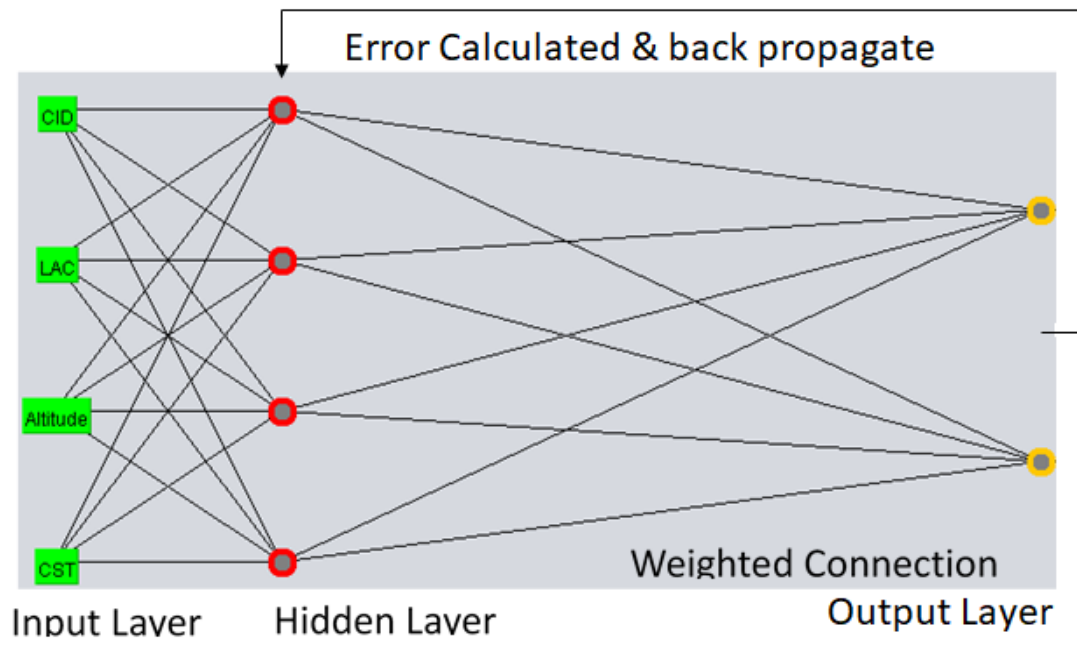 Error Calculated & back propagate
CID
LAC
Altitude
CST
Weighted Connection
Input Layer
Hidden Layer
Output Layer